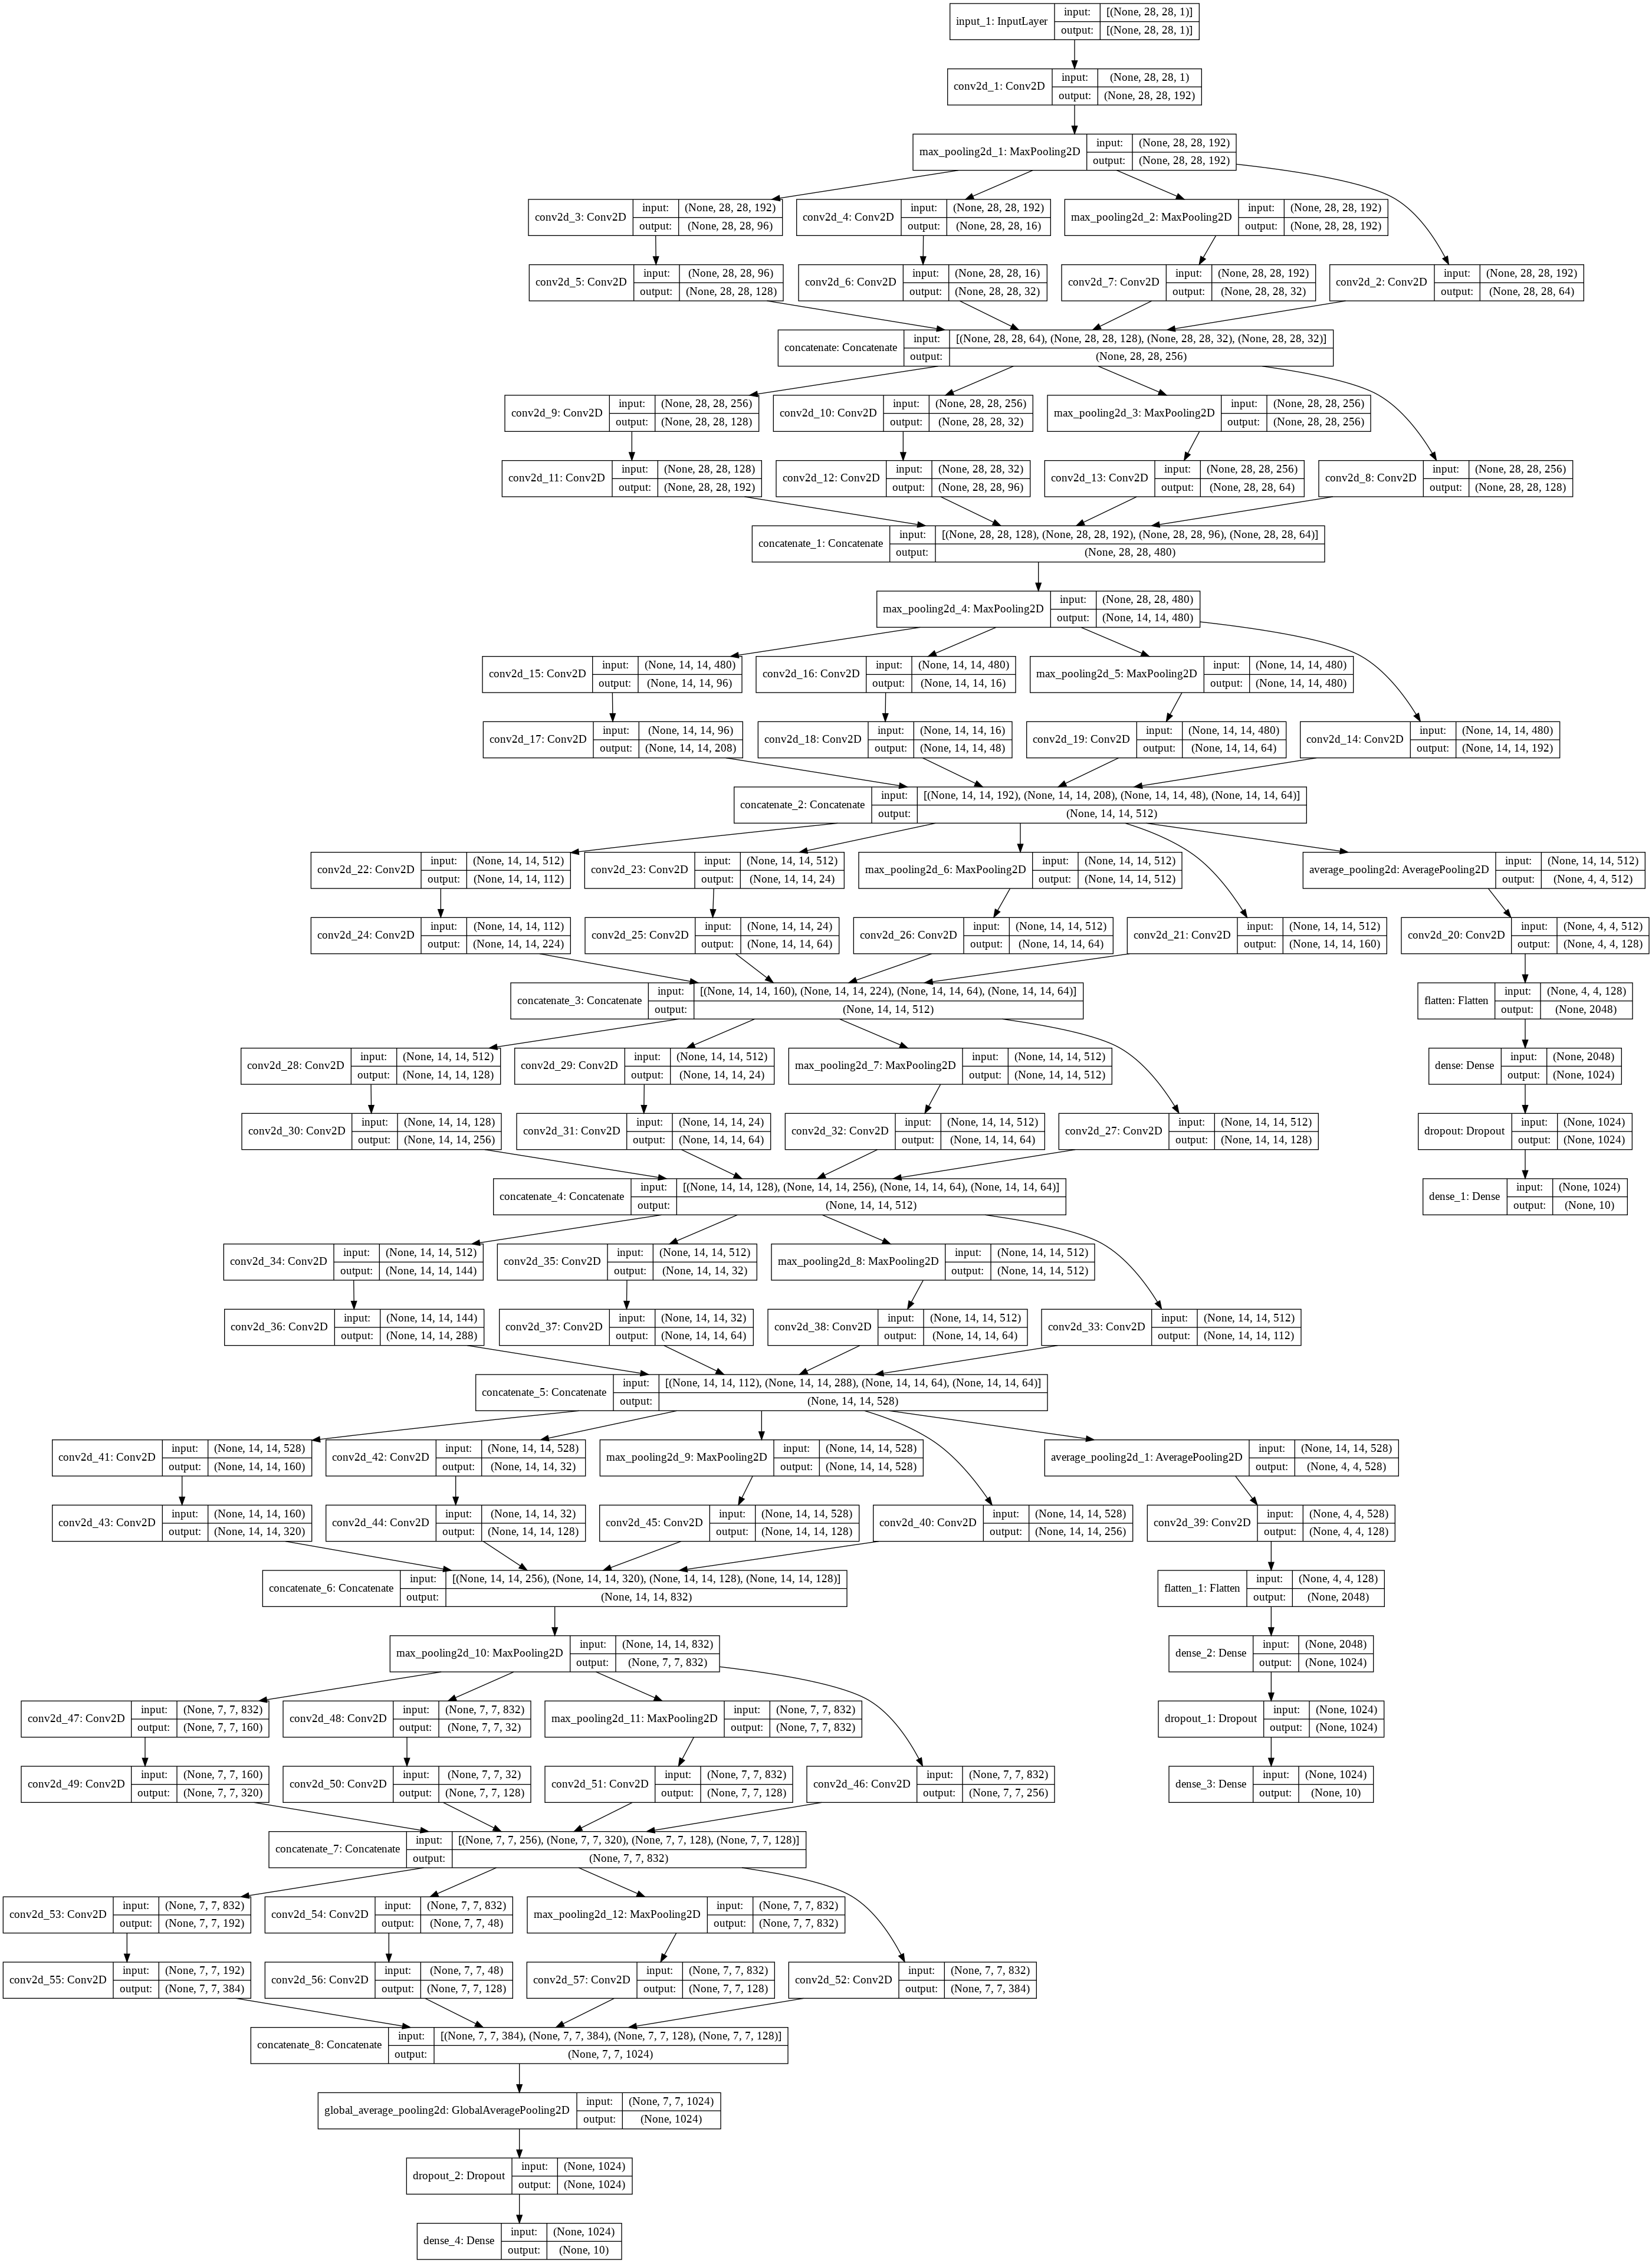 input_1: InputLayer input: [(None, 28, 28, 1)]
output: [(None, 28, 28, 1)]
conv2d_1: Conv2D input: (None, 28, 28, 1)
output: (None, 28, 28, 192)
max_pooling2d_1: MaxPooling2D input: (None, 28, 28, 192)
output: (None, 28, 28, 192)
conv2d_3: Conv2D input: (None, 28, 28, 192)
output: (None, 28, 28, 96)
conv2d_4: Conv2D input: (None, 28, 28, 192)
output: (None, 28, 28, 16)
max_pooling2d_2: MaxPooling2D input: (None, 28, 28, 192)
output: (None, 28, 28, 192)
conv2d_5: Conv2D input: (None, 28, 28, 96)
output: (None, 28, 28, 128)
conv2d_6: Conv2D input: (None, 28, 28, 16)
output: (None, 28, 28, 32)
conv2d_7: Conv2D input: (None, 28, 28, 192)
output: (None, 28, 28, 32)
conv2d_2: Conv2D input: (None, 28, 28, 192)
output: (None, 28, 28, 64)
concatenate: Concatenate input: [(None, 28, 28, 64), (None, 28, 28, 128), (None, 28, 28, 32), (None, 28, 28, 32)]
output: (None, 28, 28, 256)
conv2d_9: Conv2D input: (None, 28, 28, 256)
output: (None, 28, 28, 128)
conv2d_10: Conv2D input: (None, 28, 28, 256)
output: (None, 28, 28, 32)
max_pooling2d_3: MaxPooling2D input: (None, 28, 28, 256)
output: (None, 28, 28, 256)
conv2d_11: Conv2D input: (None, 28, 28, 128)
output: (None, 28, 28, 192)
conv2d_12: Conv2D input: (None, 28, 28, 32)
output: (None, 28, 28, 96)
conv2d_13: Conv2D input: (None, 28, 28, 256)
output: (None, 28, 28, 64)
conv2d_8: Conv2D input: (None, 28, 28, 256)
output: (None, 28, 28, 128)
concatenate_1: Concatenate input: [(None, 28, 28, 128), (None, 28, 28, 192), (None, 28, 28, 96), (None, 28, 28, 64)]
output: (None, 28, 28, 480)
max_pooling2d_4: MaxPooling2D input: (None, 28, 28, 480)
output: (None, 14, 14, 480)
conv2d_15: Conv2D input: (None, 14, 14, 480)
output: (None, 14, 14, 96)
conv2d_16: Conv2D input: (None, 14, 14, 480)
output: (None, 14, 14, 16)
max_pooling2d_5: MaxPooling2D input: (None, 14, 14, 480)
output: (None, 14, 14, 480)
conv2d_17: Conv2D input: (None, 14, 14, 96)
output: (None, 14, 14, 208)
conv2d_18: Conv2D input: (None, 14, 14, 16)
output: (None, 14, 14, 48)
conv2d_19: Conv2D input: (None, 14, 14, 480)
output: (None, 14, 14, 64)
conv2d_14: Conv2D input: (None, 14, 14, 480)
output: (None, 14, 14, 192)
concatenate_2: Concatenate input: [(None, 14, 14, 192), (None, 14, 14, 208), (None, 14, 14, 48), (None, 14, 14, 64)]
output: (None, 14, 14, 512)
conv2d_22: Conv2D input: (None, 14, 14, 512)
output: (None, 14, 14, 112)
conv2d_23: Conv2D input: (None, 14, 14, 512)
output: (None, 14, 14, 24)
max_pooling2d_6: MaxPooling2D input: (None, 14, 14, 512)
output: (None, 14, 14, 512)
average_pooling2d: AveragePooling2D input: (None, 14, 14, 512)
output: (None, 4, 4, 512)
conv2d_24: Conv2D input: (None, 14, 14, 112)
output: (None, 14, 14, 224)
conv2d_25: Conv2D input: (None, 14, 14, 24)
output: (None, 14, 14, 64)
conv2d_26: Conv2D input: (None, 14, 14, 512)
output: (None, 14, 14, 64)
conv2d_21: Conv2D input: (None, 14, 14, 512)
output: (None, 14, 14, 160)
conv2d_20: Conv2D input: (None, 4, 4, 512)
output: (None, 4, 4, 128)
concatenate_3: Concatenate input: [(None, 14, 14, 160), (None, 14, 14, 224), (None, 14, 14, 64), (None, 14, 14, 64)]
output: (None, 14, 14, 512)
flatten: Flatten input: (None, 4, 4, 128)
output: (None, 2048)
conv2d_28: Conv2D input: (None, 14, 14, 512)
output: (None, 14, 14, 128)
conv2d_29: Conv2D input: (None, 14, 14, 512)
output: (None, 14, 14, 24)
max_pooling2d_7: MaxPooling2D input: (None, 14, 14, 512)
output: (None, 14, 14, 512)
dense: Dense input: (None, 2048)
output: (None, 1024)
conv2d_30: Conv2D input: (None, 14, 14, 128)
output: (None, 14, 14, 256)
conv2d_31: Conv2D input: (None, 14, 14, 24)
output: (None, 14, 14, 64)
conv2d_32: Conv2D input: (None, 14, 14, 512)
output: (None, 14, 14, 64)
conv2d_27: Conv2D input: (None, 14, 14, 512)
output: (None, 14, 14, 128)
dropout: Dropout input: (None, 1024)
output: (None, 1024)
concatenate_4: Concatenate input: [(None, 14, 14, 128), (None, 14, 14, 256), (None, 14, 14, 64), (None, 14, 14, 64)]
output: (None, 14, 14, 512)
dense_1: Dense input: (None, 1024)
output: (None, 10)
conv2d_34: Conv2D input: (None, 14, 14, 512)
output: (None, 14, 14, 144)
conv2d_35: Conv2D input: (None, 14, 14, 512)
output: (None, 14, 14, 32)
max_pooling2d_8: MaxPooling2D input: (None, 14, 14, 512)
output: (None, 14, 14, 512)
conv2d_36: Conv2D input: (None, 14, 14, 144)
output: (None, 14, 14, 288)
conv2d_37: Conv2D input: (None, 14, 14, 32)
output: (None, 14, 14, 64)
conv2d_38: Conv2D input: (None, 14, 14, 512)
output: (None, 14, 14, 64)
conv2d_33: Conv2D input: (None, 14, 14, 512)
output: (None, 14, 14, 112)
concatenate_5: Concatenate input: [(None, 14, 14, 112), (None, 14, 14, 288), (None, 14, 14, 64), (None, 14, 14, 64)]
output: (None, 14, 14, 528)
conv2d_41: Conv2D input: (None, 14, 14, 528)
output: (None, 14, 14, 160)
conv2d_42: Conv2D input: (None, 14, 14, 528)
output: (None, 14, 14, 32)
max_pooling2d_9: MaxPooling2D input: (None, 14, 14, 528)
output: (None, 14, 14, 528)
average_pooling2d_1: AveragePooling2D input: (None, 14, 14, 528)
output: (None, 4, 4, 528)
conv2d_43: Conv2D input: (None, 14, 14, 160)
output: (None, 14, 14, 320)
conv2d_44: Conv2D input: (None, 14, 14, 32)
output: (None, 14, 14, 128)
conv2d_45: Conv2D input: (None, 14, 14, 528)
output: (None, 14, 14, 128)
conv2d_40: Conv2D input: (None, 14, 14, 528)
output: (None, 14, 14, 256)
conv2d_39: Conv2D input: (None, 4, 4, 528)
output: (None, 4, 4, 128)
concatenate_6: Concatenate input: [(None, 14, 14, 256), (None, 14, 14, 320), (None, 14, 14, 128), (None, 14, 14, 128)]
output: (None, 14, 14, 832)
flatten_1: Flatten input: (None, 4, 4, 128)
output: (None, 2048)
max_pooling2d_10: MaxPooling2D input: (None, 14, 14, 832)
output: (None, 7, 7, 832)
dense_2: Dense input: (None, 2048)
output: (None, 1024)
conv2d_47: Conv2D input: (None, 7, 7, 832)
output: (None, 7, 7, 160)
conv2d_48: Conv2D input: (None, 7, 7, 832)
output: (None, 7, 7, 32)
max_pooling2d_11: MaxPooling2D input: (None, 7, 7, 832)
output: (None, 7, 7, 832)
dropout_1: Dropout input: (None, 1024)
output: (None, 1024)
conv2d_49: Conv2D input: (None, 7, 7, 160)
output: (None, 7, 7, 320)
conv2d_50: Conv2D input: (None, 7, 7, 32)
output: (None, 7, 7, 128)
conv2d_51: Conv2D input: (None, 7, 7, 832)
output: (None, 7, 7, 128)
conv2d_46: Conv2D input: (None, 7, 7, 832)
output: (None, 7, 7, 256)
dense_3: Dense input: (None, 1024)
output: (None, 10)
concatenate_7: Concatenate input: [(None, 7, 7, 256), (None, 7, 7, 320), (None, 7, 7, 128), (None, 7, 7, 128)]
output: (None, 7, 7, 832)
conv2d_53: Conv2D input: (None, 7, 7, 832)
output: (None, 7, 7, 192)
conv2d_54: Conv2D input: (None, 7, 7, 832)
output: (None, 7, 7, 48)
max_pooling2d_12: MaxPooling2D input: (None, 7, 7, 832)
output: (None, 7, 7, 832)
conv2d_55: Conv2D input: (None, 7, 7, 192)
output: (None, 7, 7, 384)
conv2d_56: Conv2D input: (None, 7, 7, 48)
output: (None, 7, 7, 128)
conv2d_57: Conv2D input: (None, 7, 7, 832)
output: (None, 7, 7, 128)
conv2d_52: Conv2D input: (None, 7, 7, 832)
output: (None, 7, 7, 384)
concatenate_8: Concatenate input: [(None, 7, 7, 384), (None, 7, 7, 384), (None, 7, 7, 128), (None, 7, 7, 128)]
output: (None, 7, 7, 1024)
global_average_pooling2d: GlobalAveragePooling2D input: (None, 7, 7, 1024)
output: (None, 1024)
dropout_2: Dropout input: (None, 1024)
output: (None, 1024)
dense_4: Dense input: (None, 1024)
output: (None, 10)